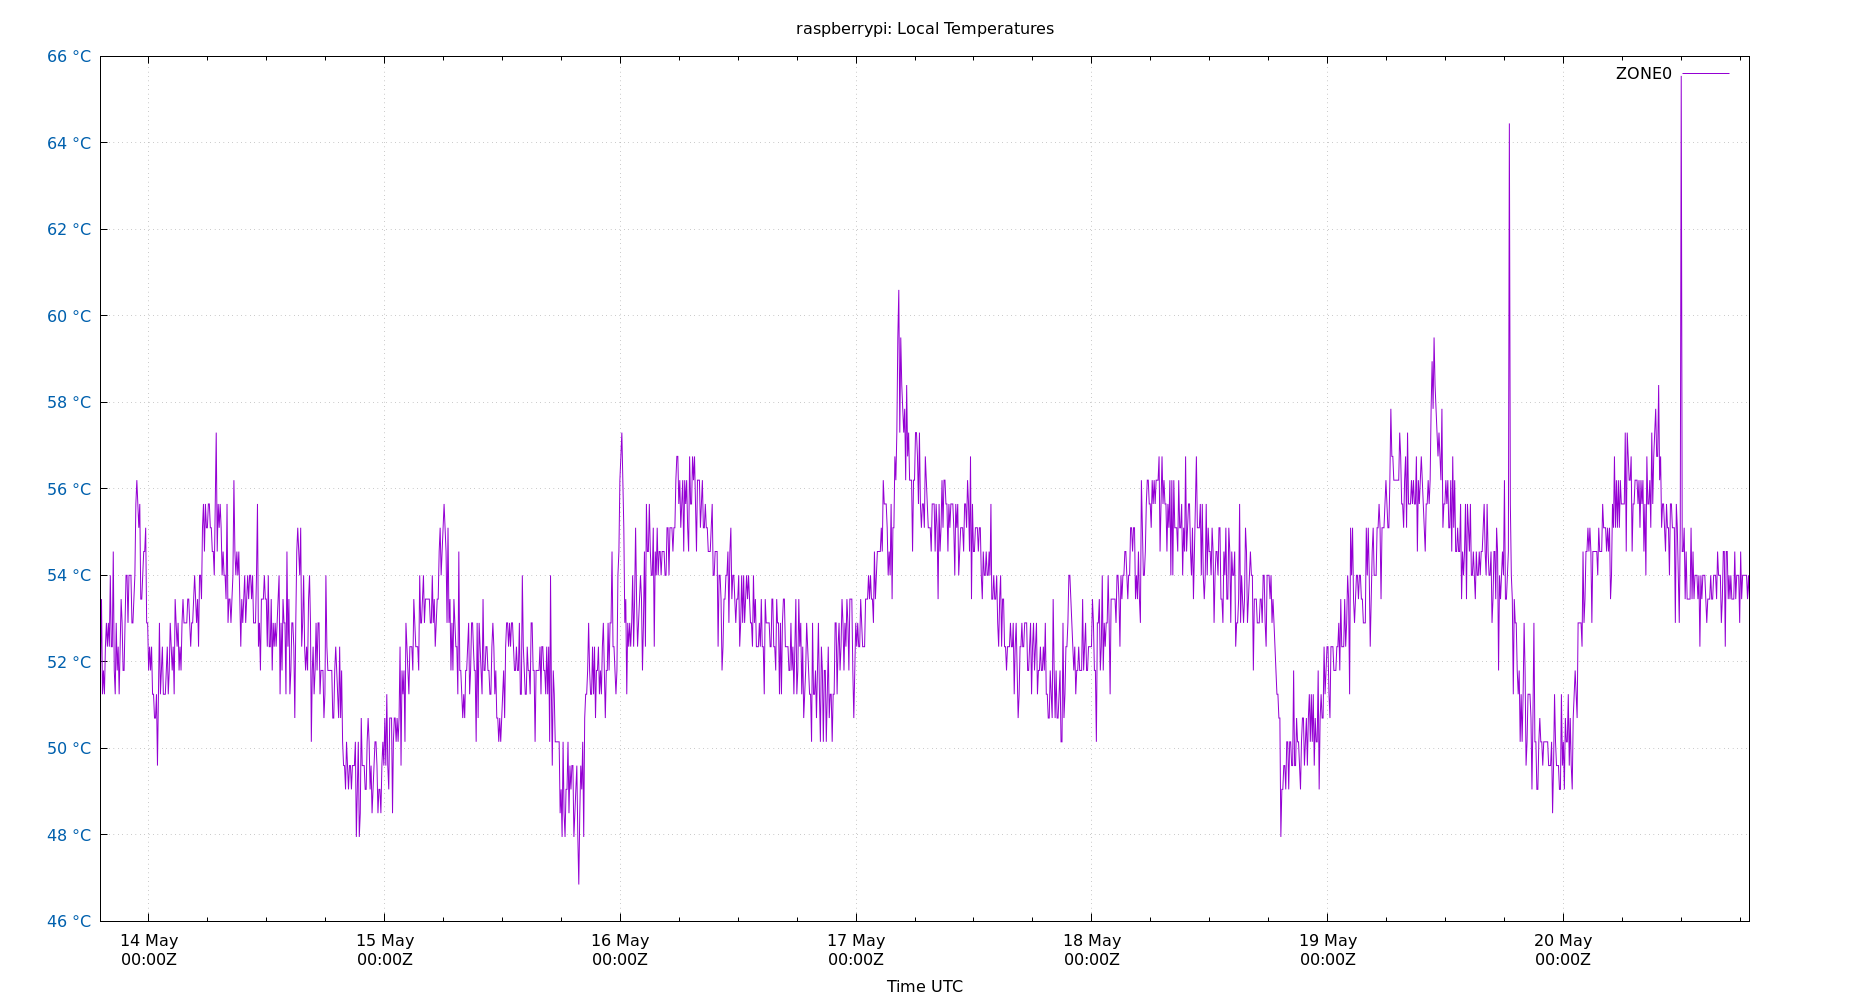 raspberrypi: Local Temperatures
66 °C
ZONE0
64 °C
62 °C
60 °C
58 °C
56 °C
54 °C
52 °C
50 °C
48 °C
46 °C
14 May 15 May 16 May 17 May 18 May 19 May 20 May
00:00Z 00:00Z 00:00Z 00:00Z 00:00Z 00:00Z 00:00Z
Time UTC